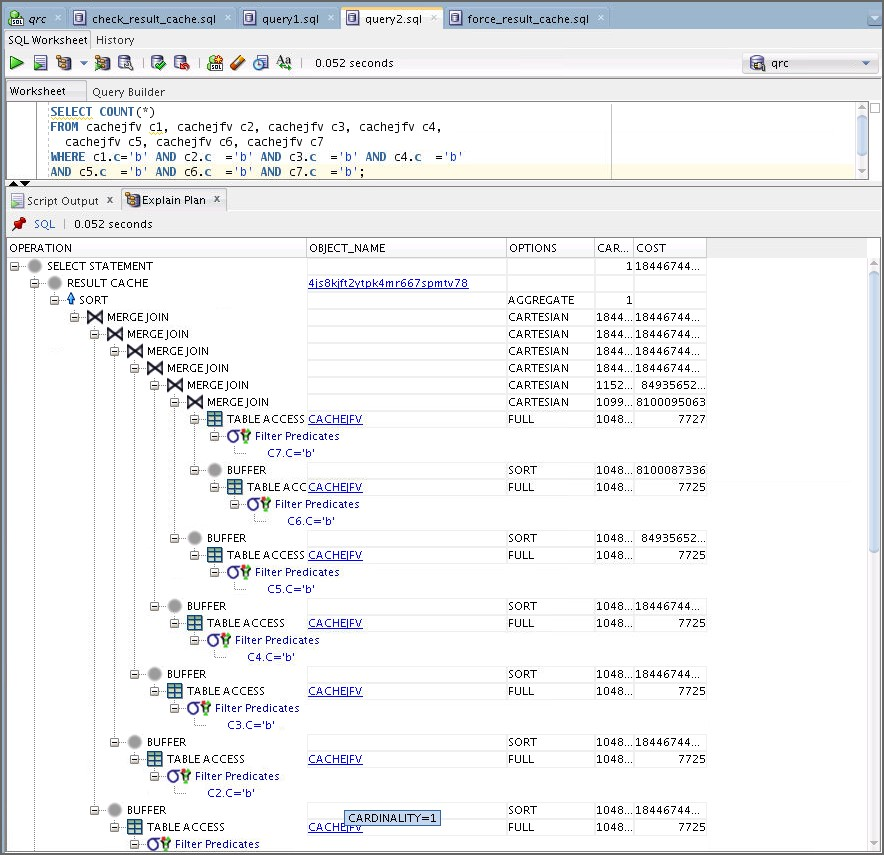 qrc check_result_cache.sql query1.sql query2.sql force_result_cache.sql
SQL Worksheet History
0.052 seconds qrc
Worksheet Query Builder
SELECT COUNT(*)
FROM cachejfv c1, cachejfv c2, cachejfv c3, cachejfv c4,
cachejfv c5, cachejfv c6, cachejfv c7
WHERE c1.c='b' AND c2.c ='b' AND c3.c ='b' AND c4.c ='b'
AND c5.c ='b' AND c6.c ='b' AND c7.c ='b';
Script Output x Explain Plan x
SQL 0.052 seconds
OPERATION OBJECT_NAME OPTIONS CAR... COST
SELECT STATEMENT 1 18446744...
RESULT CACHE 4js8kjft2ytpk4mr667spmtv78
SORT AGGREGATE 1
MERGE JOIN CARTESIAN 1844... 18446744...
MERGE JOIN CARTESIAN 1844... 18446744...
MERGE JOIN CARTESIAN 1844... 18446744...
MERGE JOIN CARTESIAN 1844... 18446744...
MERGE JOIN CARTESIAN 1152... 84935652...
MERGE JOIN CARTESIAN 1099... 8100095063
TABLE ACCESS CACHEJFV FULL 1048... 7727
Filter Predicates
C7.C='b'
BUFFER SORT 1048... 8100087336
TABLE ACC CACHEJFV FULL 1048... 7725
Filter Predicates
C6.C='b'
BUFFER SORT 1048... 84935652...
TABLE ACCESS CACHEJFV FULL 1048... 7725
Filter Predicates
C5.C='b'
BUFFER SORT 1048... 18446744...
TABLE ACCESS CACHEJFV FULL 1048... 7725
Filter Predicates
C4.C='b'
BUFFER SORT 1048... 18446744...
TABLE ACCESS CACHEJFV FULL 1048... 7725
Filter Predicates
C3.C='b'
BUFFER SORT 1048... 18446744...
TABLE ACCESS CACHEJFV FULL 1048... 7725
Filter Predicates
C2.C='b'
BUFFER SORT 1048... 18446744...
CARDINALITY=1
TABLE ACCESS CACHEJFV FULL 1048... 7725
Filter Predicates